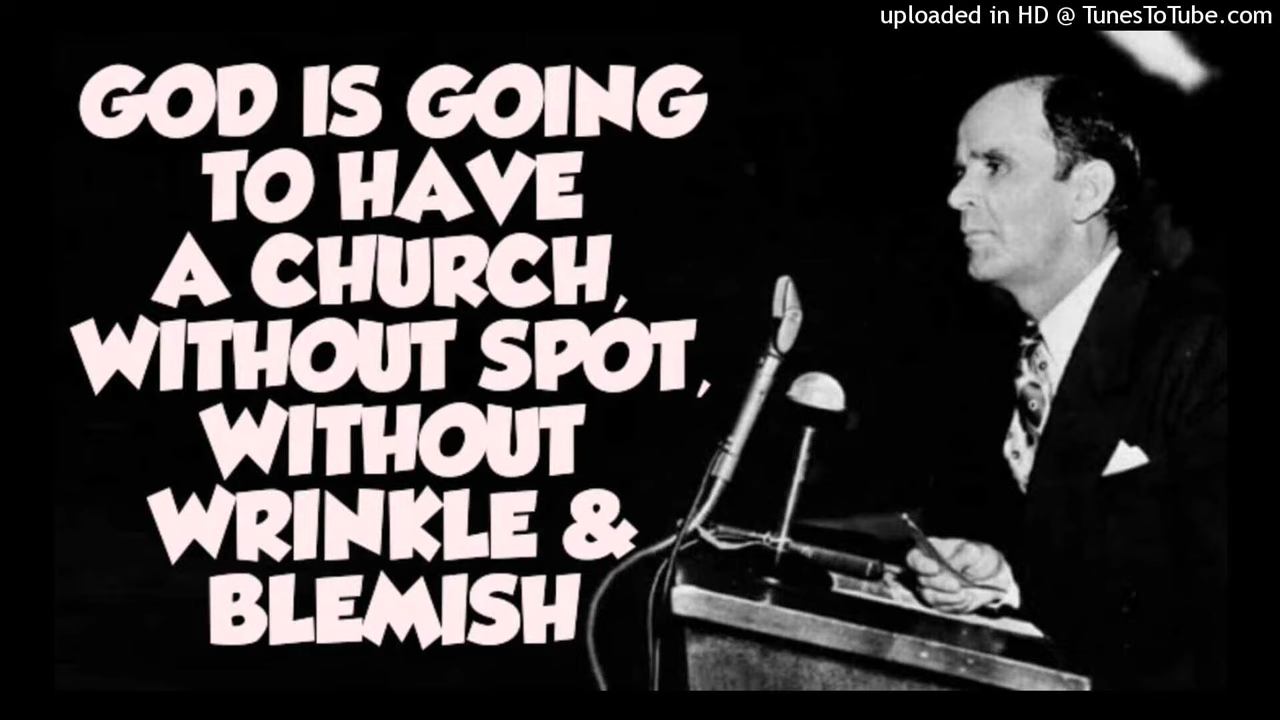 uploaded in HD @ TunesToTube.com
GOD IS GOING
TO HAVE
A CHURCH,
WITHOUT SPOT,
WITHOUT
WRINKLE &
BLEMISH